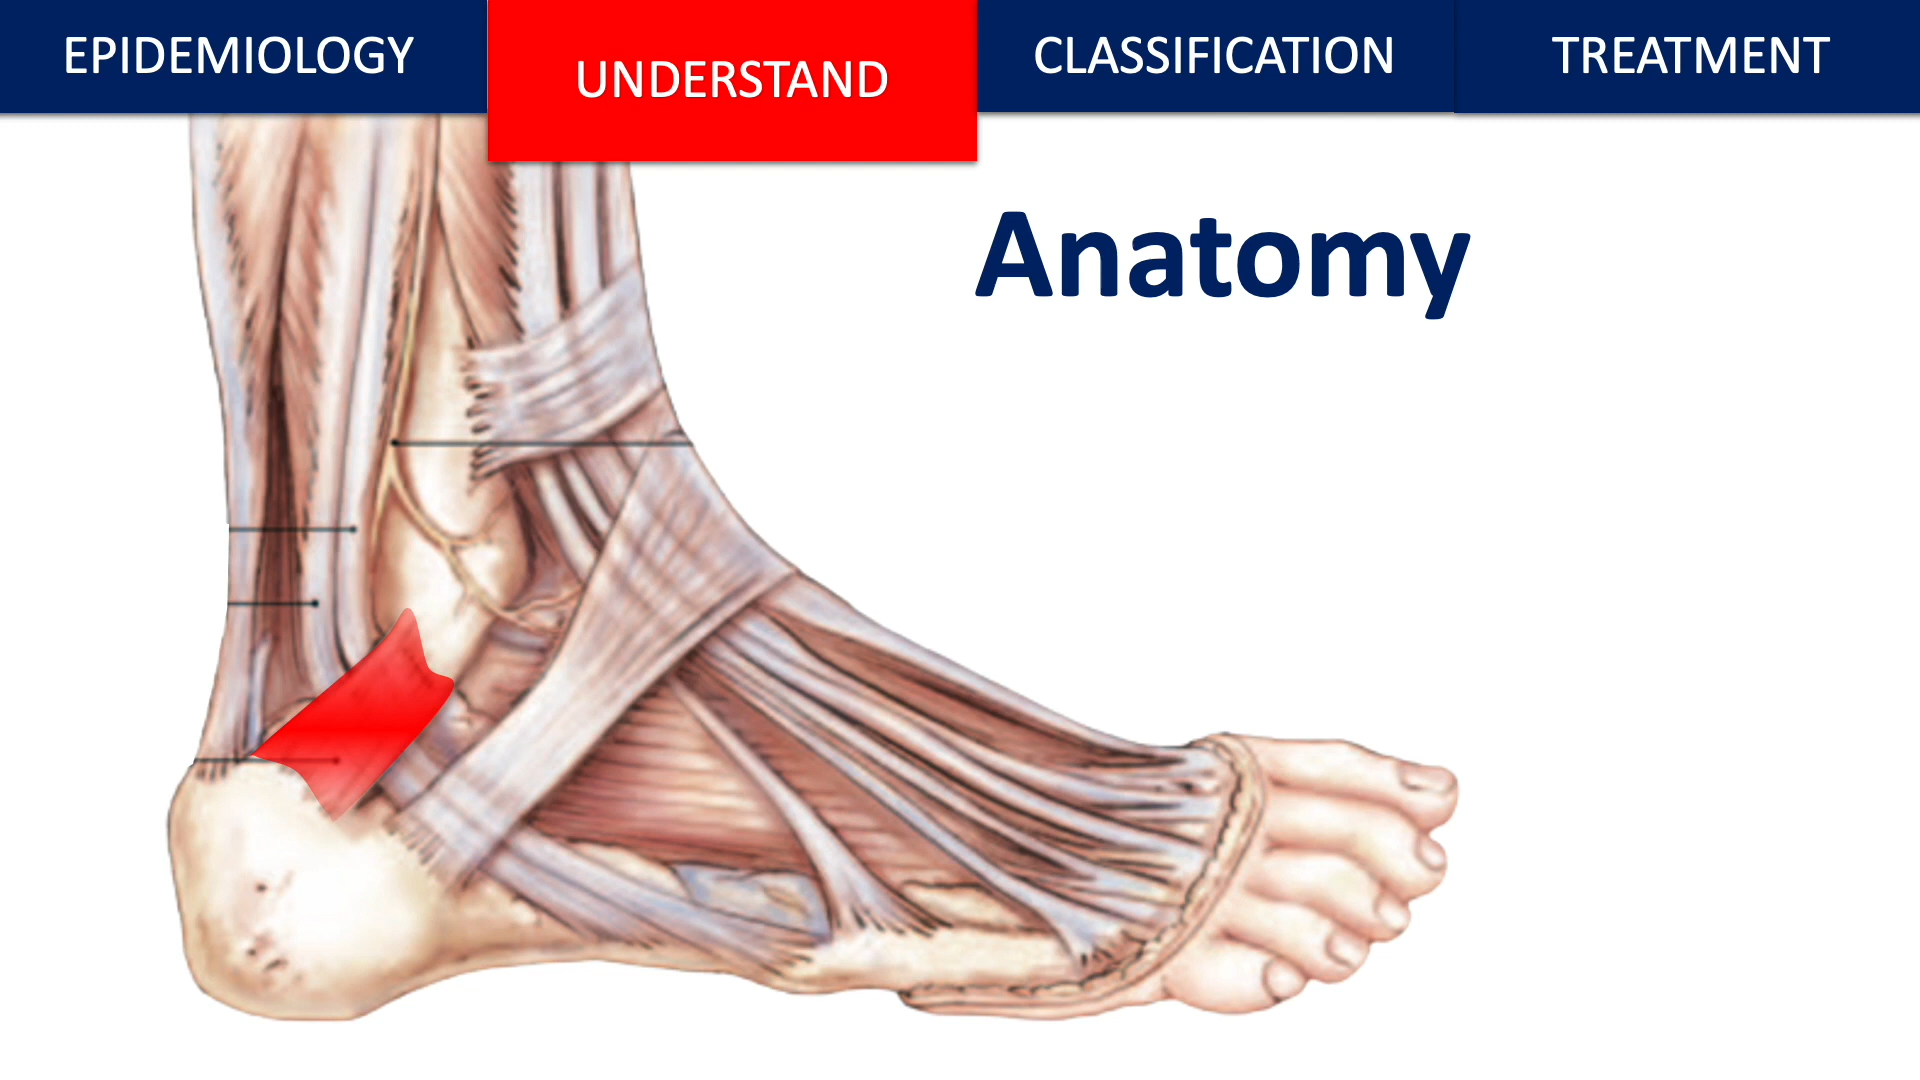 EPIDEMIOLOGY
UNDERSTAND
CLASSIFICATION
TREATMENT
Anatomy